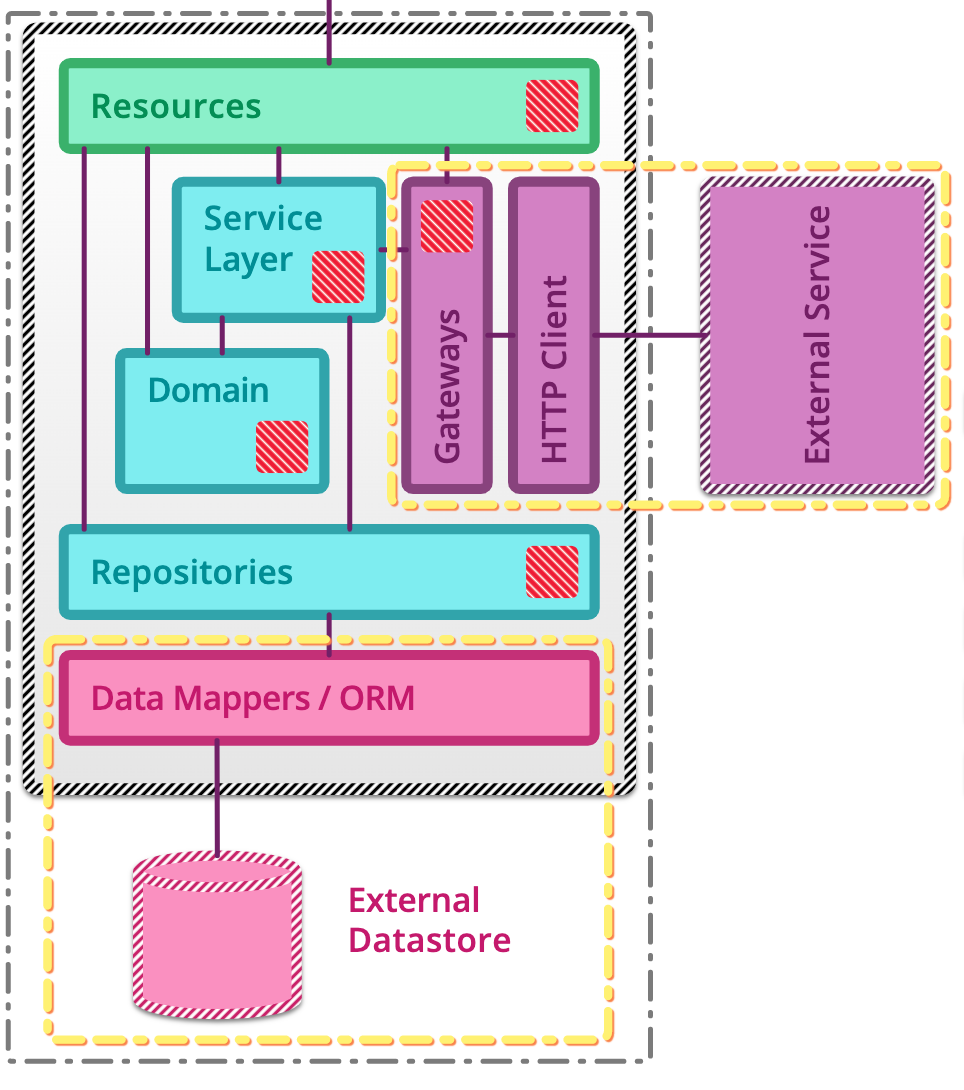 Resources
Service
Layer
Gateways
HTTP Client
External Service
Domain
Repositories
Data Mappers / ORM
External
Datastore